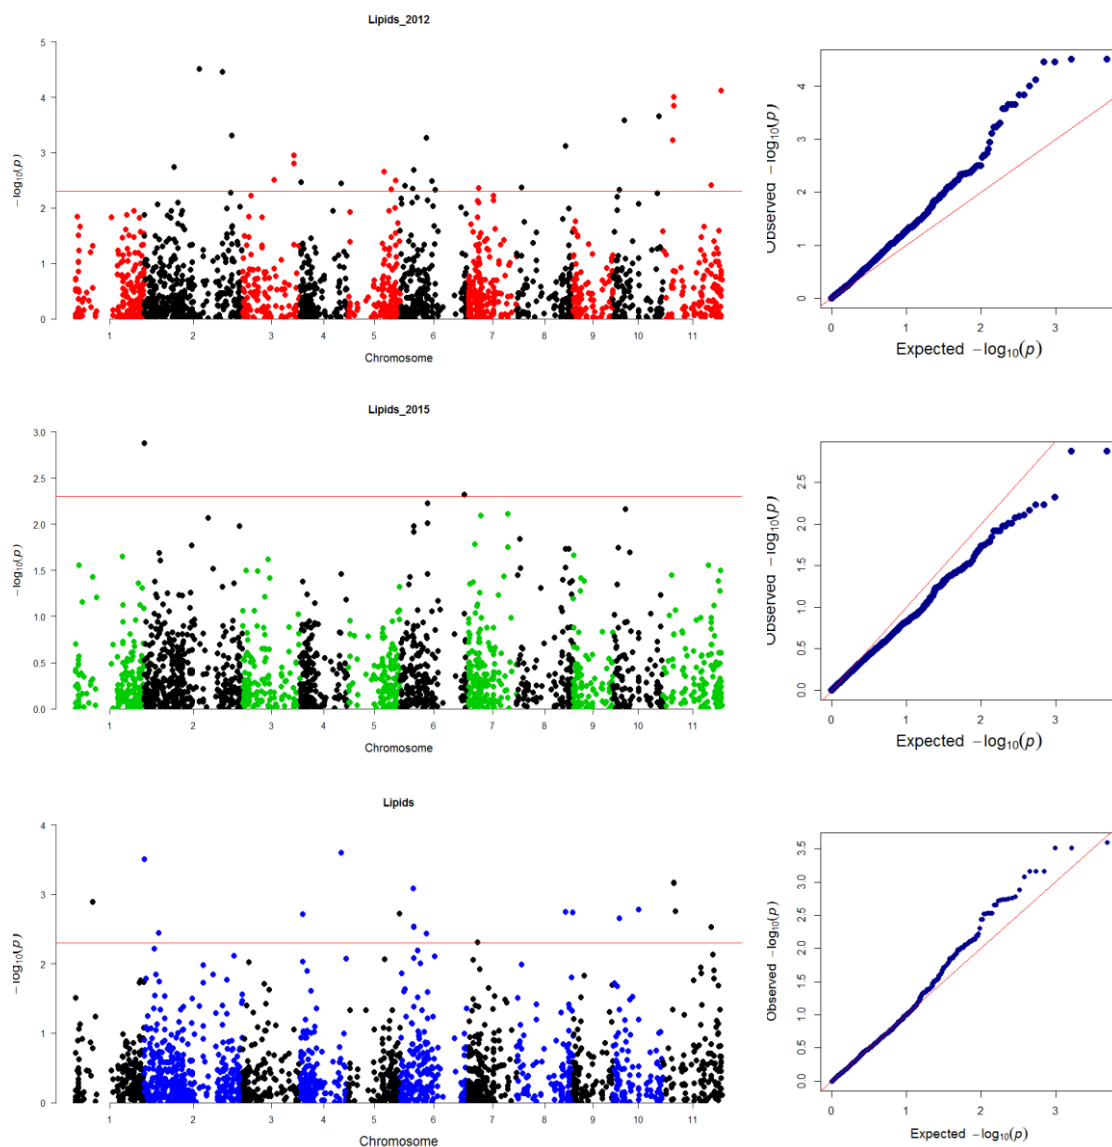 Lipids_2012
5
4
3
2
1
0
−log10(p)
1 2 3 4 5 6 7 8 9 10 11
Chromosome
4
3
2
1
0
Observed −log10(p)
0 1 2 3
Expected −log10(p)
Lipids_2015
3.0
2.5
2.0
1.5
1.0
0.5
0.0
−log10(p)
1 2 3 4 5 6 7 8 9 10 11
Chromosome
2.5
2.0
1.5
1.0
0.5
0.0
Observed −log10(p)
0 1 2 3
Expected −log10(p)
Lipids
4
3
2
1
0
−log10(p)
1 2 3 4 5 6 7 8 9 10 11
Chromosome
3.5
3.0
2.5
2.0
1.5
1.0
0.5
0.0
Observed −log10(p)
0 1 2 3
Expected −log10(p)